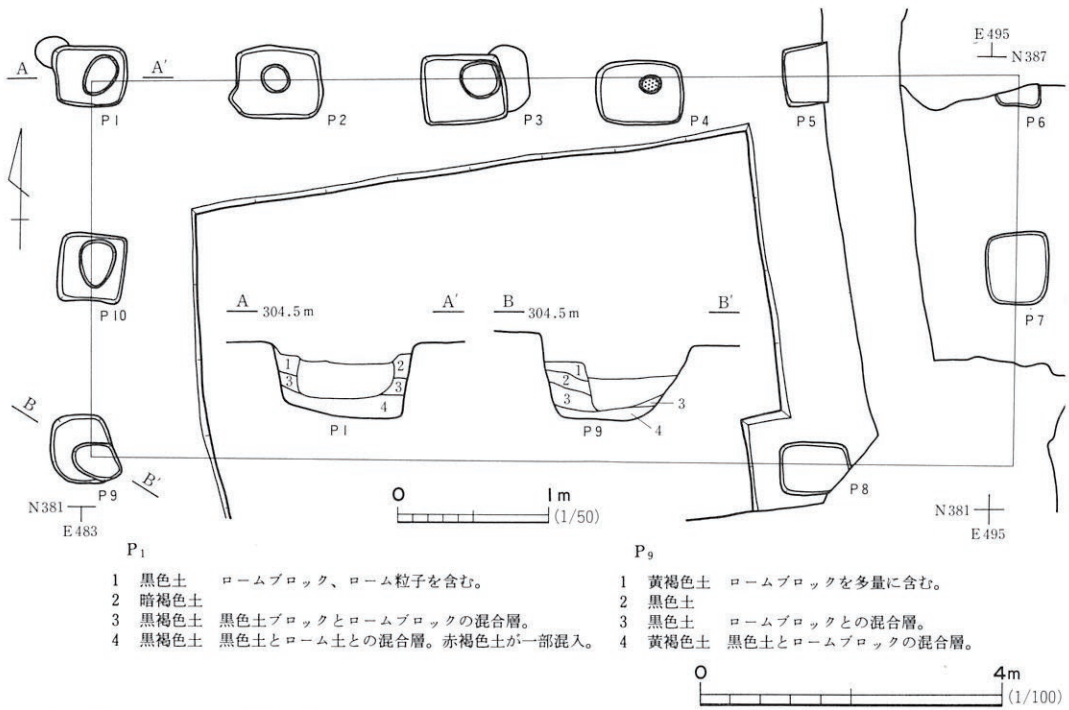 E495
N387
A
A'
P1
P2
P3
P4
P5
P6
P10
P7
A
304.5m
A'
B
304.5m
B'
1
2
3
3
4
P1
1
2
3
3
4
P9
B
P9
B'
P8
N381
E483
0
1m
(1/50)
N381
E495
P1
1 黒色土 ロームブロック、ローム粒子を含む。
2 暗褐色土
3 黒褐色土 黒色土ブロックとロームブロックの混合層。
4 黒褐色土 黒色土とローム土との混合層。赤褐色土が一部混入。
P9
1 黄褐色土 ロームブロックを多量に含む。
2 黒色土
3 黒色土 ロームブロックとの混合層。
4 黄褐色土 黒色土とロームブロックの混合層。
0
4m
(1/100)